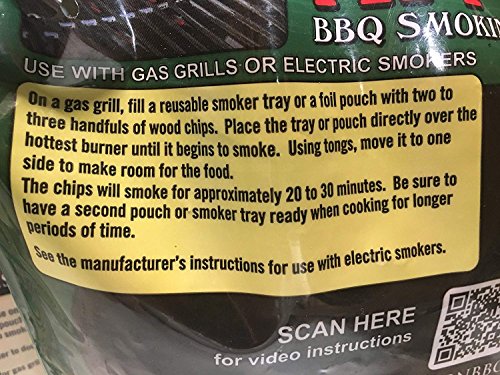 BBQ SMOKIN
USE WITH GAS GRILLS OR ELECTRIC SMOKERS
On a gas grill, fill a reusable smoker tray or a foil pouch with two to
three handfuls of wood chips. Place the tray or pouch directly over the
hottest burner until it begins to smoke. Using tongs, move it to one
side to make room for the food.
The chips will smoke for approximately 20 to 30 minutes. Be sure to
have a second pouch or smoker tray ready when cooking for longer
periods of time.
See the manufacturer's instructions for use with electric smokers.
SCAN HERE
for video instructions